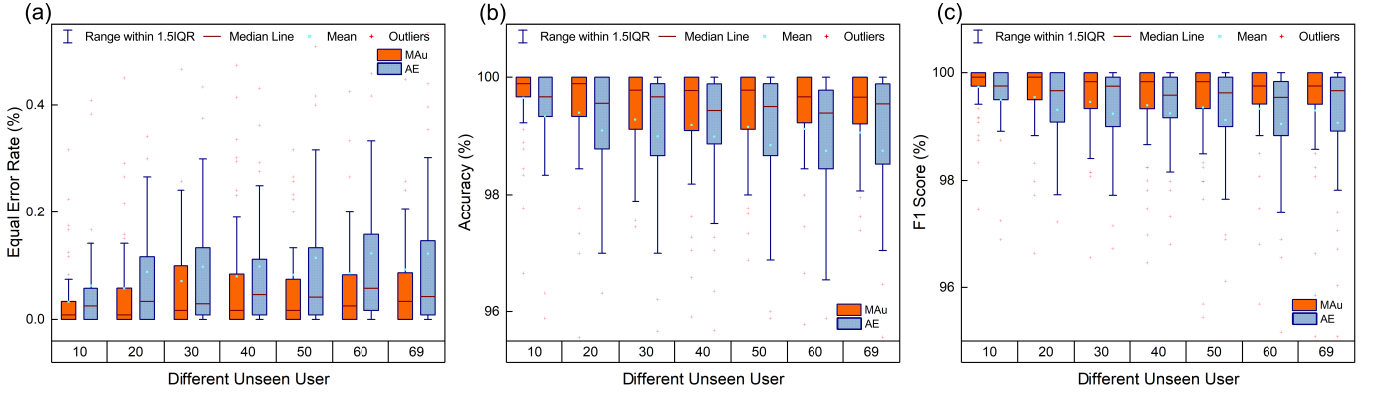 (a)
Range within 1.5IQR Median Line Mean Outliers
MAu
AE
Equal Error Rate (%)
0.4
0.2
0.0
10 20 30 40 50 60 69
Different Unseen User
(b)
Range within 1.5IQR Median Line Mean Outliers
Accuracy (%)
100
98
96
MAu
AE
10 20 30 40 50 60 69
Different Unseen User
(c)
Range within 1.5IQR Median Line Mean Outliers
F1 Score (%)
100
98
96
MAu
AE
10 20 30 40 50 60 69
Different Unseen User